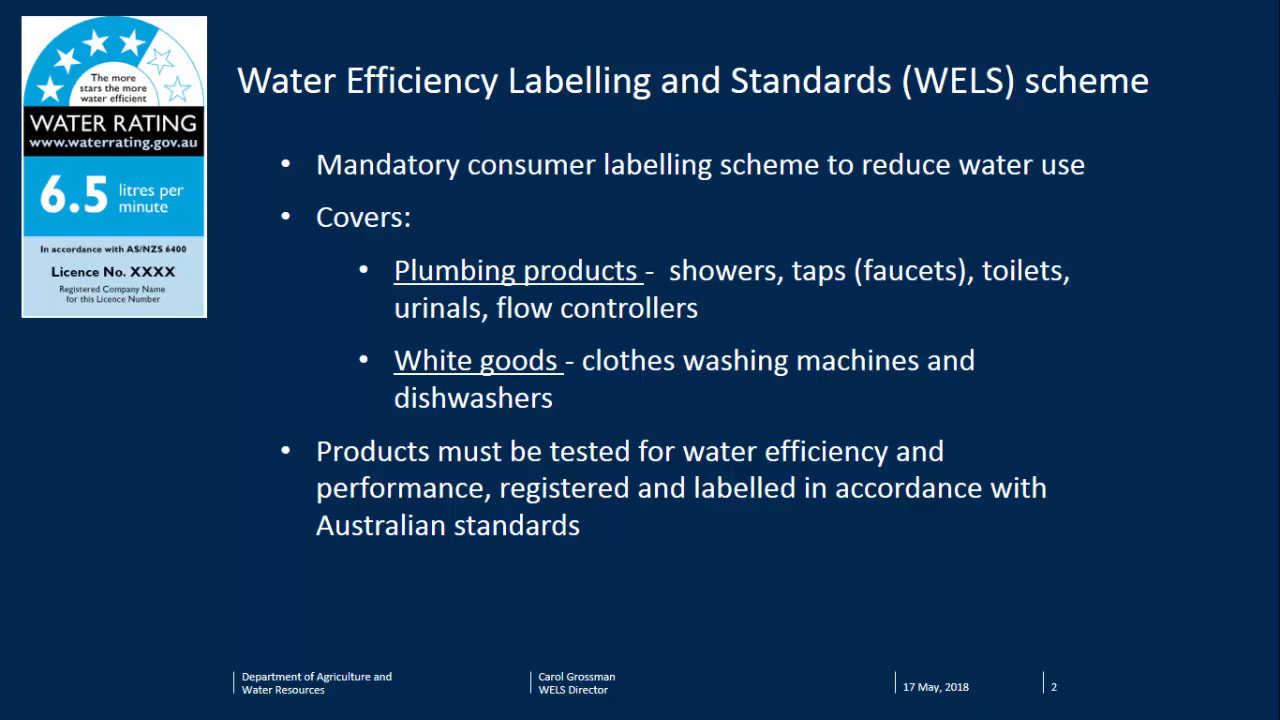 The more
stars the more
water efficient
WATER RATING
www.waterrating.gov.au
6.5 litres per
minute
In accordance with AS/NZS 6400
Licence No. XXXX
Registered Company Name
for this Licence Number
Water Efficiency Labelling and Standards (WELS) scheme
• Mandatory consumer labelling scheme to reduce water use
• Covers:
• Plumbing products - showers, taps (faucets), toilets,
urinals, flow controllers
• White goods - clothes washing machines and
dishwashers
• Products must be tested for water efficiency and
performance, registered and labelled in accordance with
Australian standards
Department of Agriculture and
Water Resources
Carol Grossman
WELS Director
17 May, 2018
2